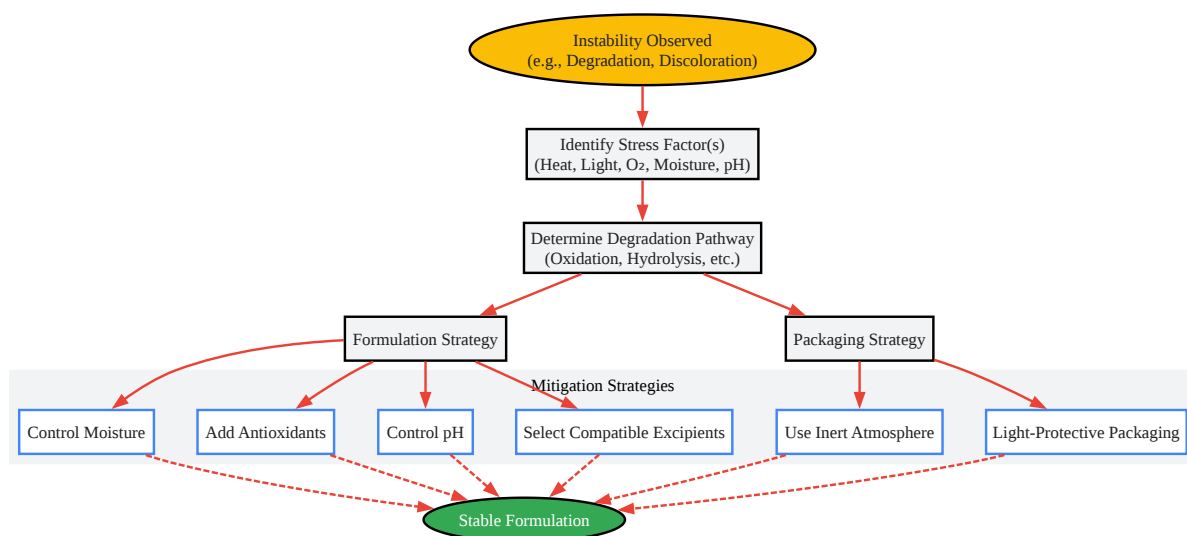 Instability Observed
(e.g., Degradation, Discoloration)
Identify Stress Factor(s)
(Heat, Light, O₂, Moisture, pH)
Determine Degradation Pathway
(Oxidation, Hydrolysis, etc.)
Formulation Strategy
Packaging Strategy
Mitigation Strategies
Control Moisture
Add Antioxidants
Control pH
Select Compatible Excipients
Use Inert Atmosphere
Light-Protective Packaging
Stable Formulation